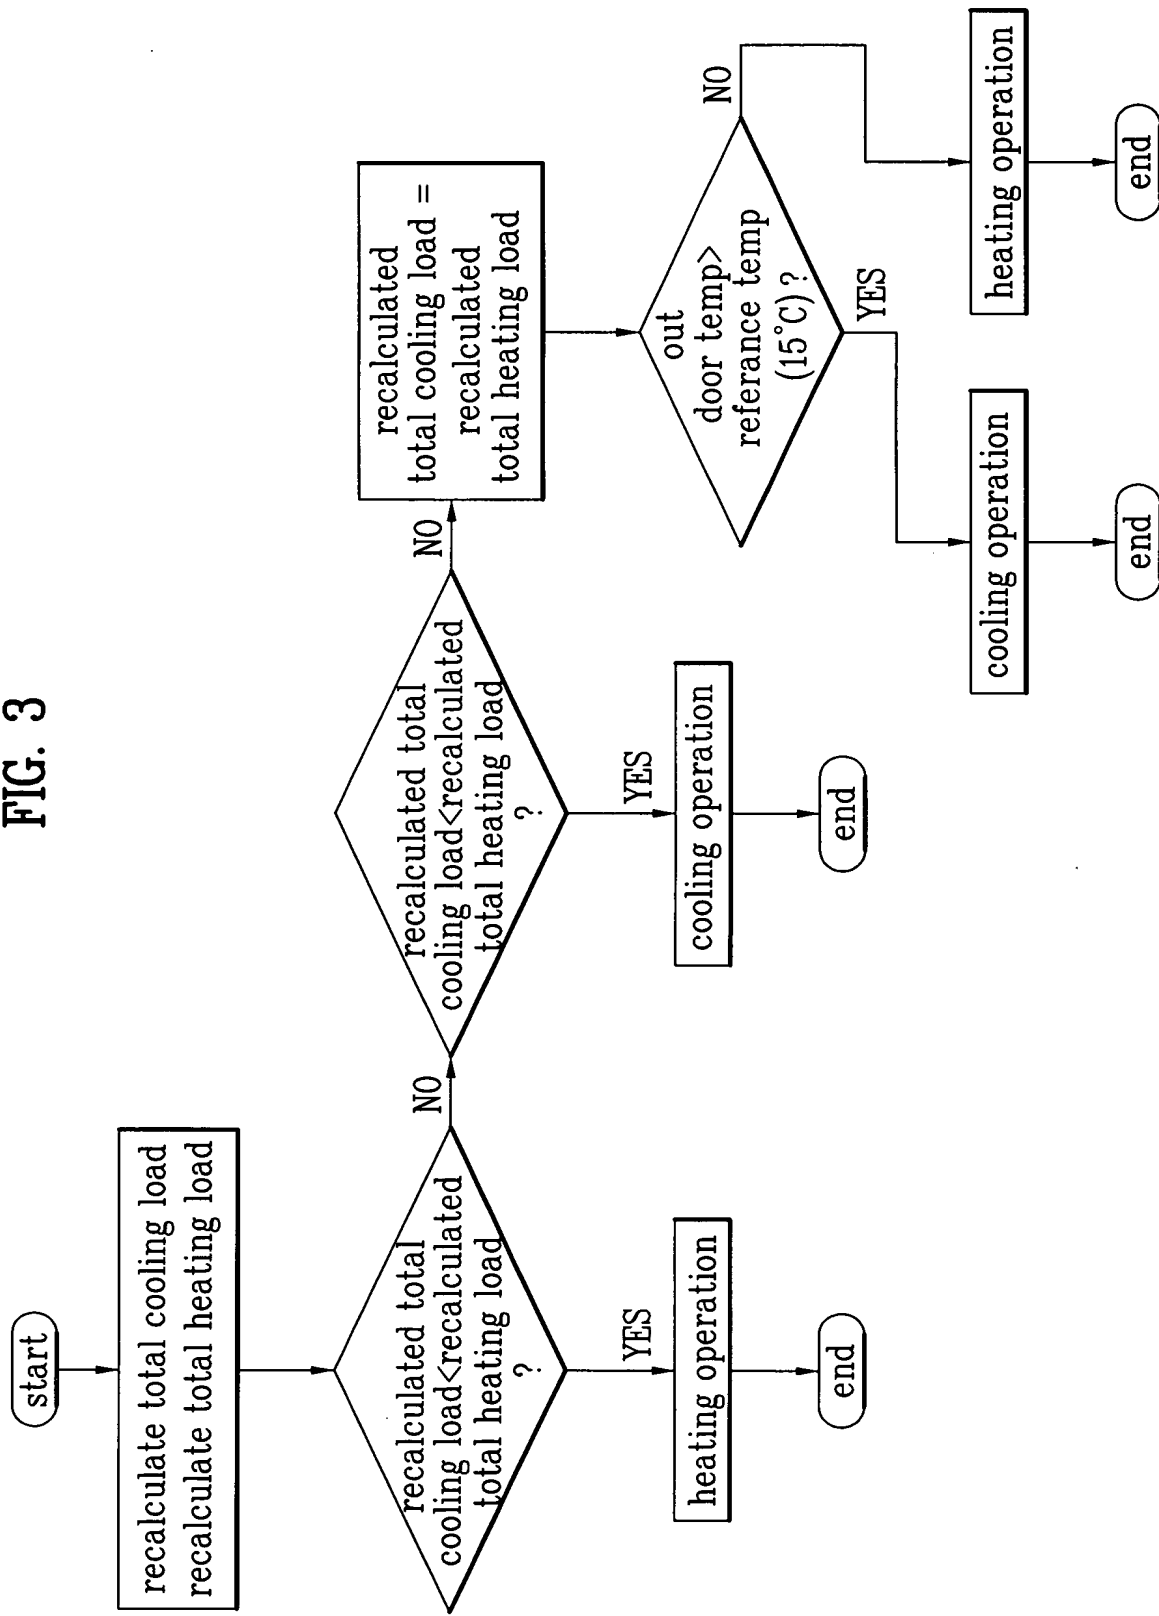 FIG. 3
start
recalculate total cooling load
recalculate total heating load
recalculated total
cooling load<recalculated
total heating load
?
YES
heating operation
end
NO
recalculated total
cooling load<recalculated
total heating load
?
YES
cooling operation
end
NO
recalculated
total cooling load =
recalculated
total heating load
out
door temp>
referance temp
(15°C)?
YES
cooling operation
end
NO
heating operation
end